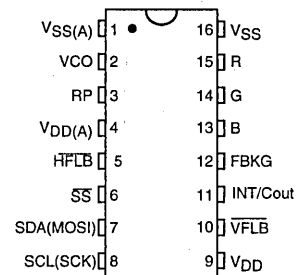 VSS(A) 1 16 VSS
VCO 2 15 R
RP 3 14 G
VDD(A) 4 13 B
HFLB 5 12 FBKG
SS 6 11 INT/Cout
SDA(MOSI) 7 10 VFLB
SCL(SCK) 8 9 VDD